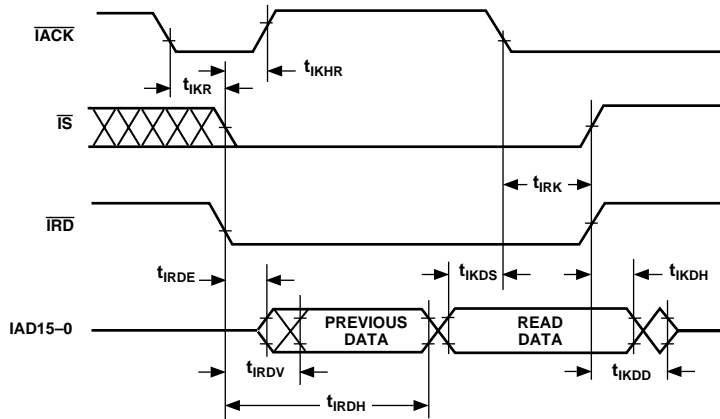 IACK
tIKHR
tIKR
IS
tIRK
IRD
tIRDE
tIKDS
tIKDH
IAD15–0
PREVIOUS
DATA
READ
DATA
tIRDV
tIKDD
tIRDH